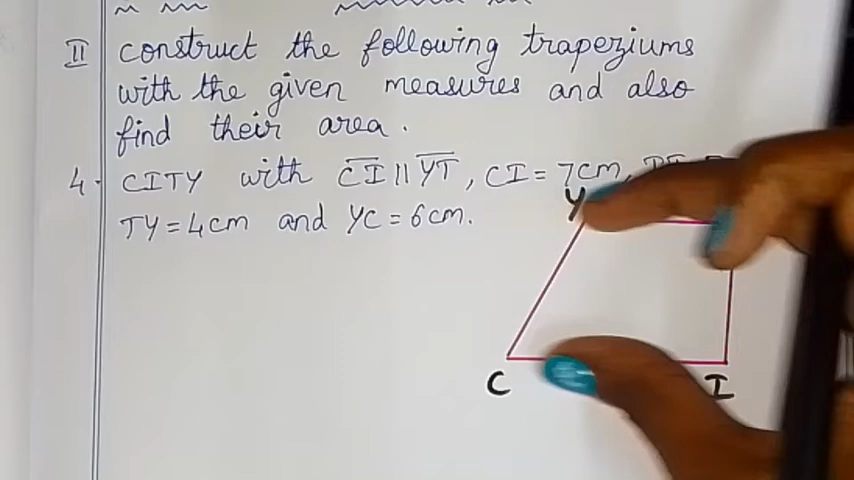 II construct the following trapeziums
with the given measures and also
find their area.
4. CITY with CI || YT, CI = 7cm,
TY = 4cm and YC = 6cm.
Y
C
I